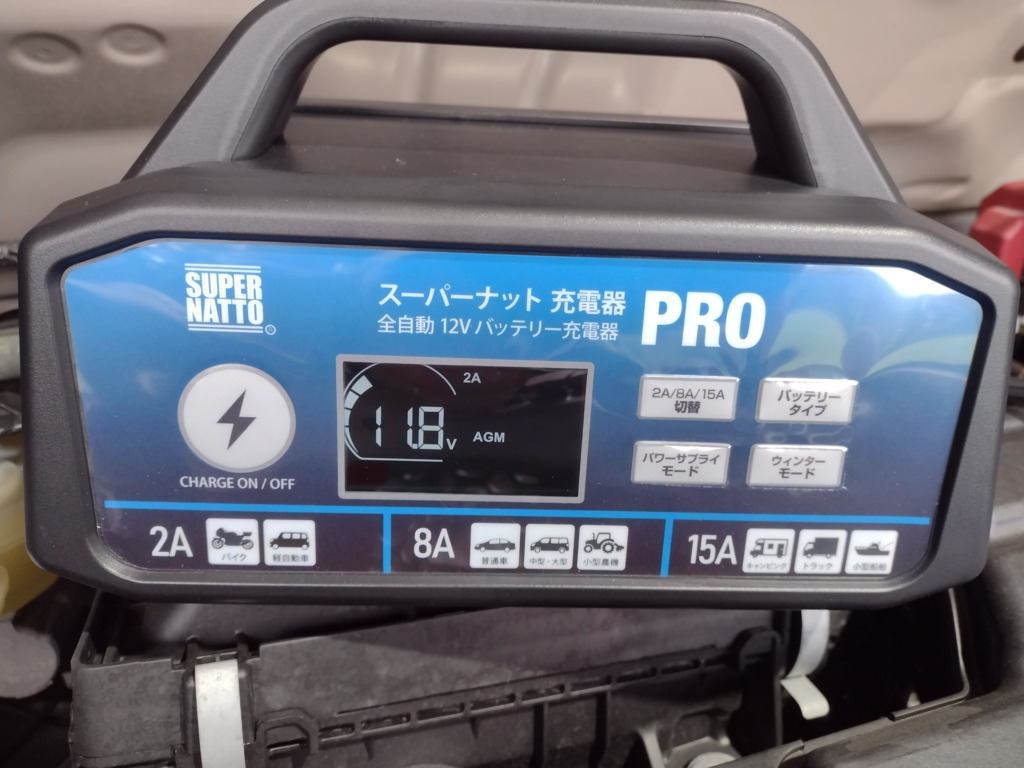 SUPER
NATTO
スーパーナット 充電器
全自動 12V バッテリー充電器
PRO
CHARGE ON / OFF
2A
11.8V
AGM
2A/8A/15A
切替
バッテリー
タイプ
パワーサプライ
モード
ウィンター
モード
2A
バイク
軽自動車
8A
普通車
中型・大型
小型農機
15A
キャンピング
トラック
小型船舶